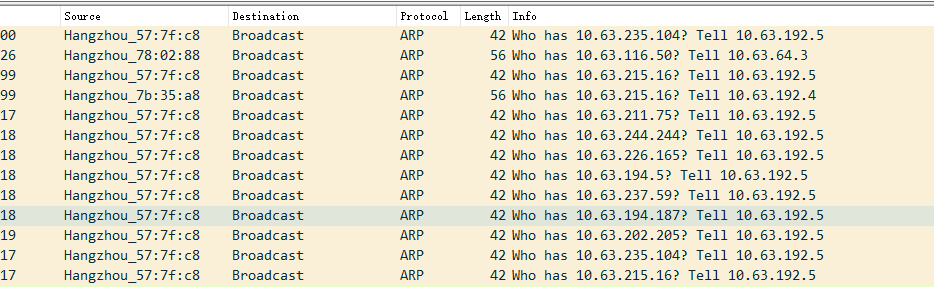 Source Destination Protocol Length Info
00 Hangzhou_57:7f:c8 Broadcast ARP 42 Who has 10.63.235.104? Tell 10.63.192.5
26 Hangzhou_78:02:88 Broadcast ARP 56 Who has 10.63.116.50? Tell 10.63.64.3
99 Hangzhou_57:7f:c8 Broadcast ARP 42 Who has 10.63.215.16? Tell 10.63.192.5
99 Hangzhou_7b:35:a8 Broadcast ARP 56 Who has 10.63.215.16? Tell 10.63.192.4
17 Hangzhou_57:7f:c8 Broadcast ARP 42 Who has 10.63.211.75? Tell 10.63.192.5
18 Hangzhou_57:7f:c8 Broadcast ARP 42 Who has 10.63.244.244? Tell 10.63.192.5
18 Hangzhou_57:7f:c8 Broadcast ARP 42 Who has 10.63.226.165? Tell 10.63.192.5
18 Hangzhou_57:7f:c8 Broadcast ARP 42 Who has 10.63.194.5? Tell 10.63.192.5
18 Hangzhou_57:7f:c8 Broadcast ARP 42 Who has 10.63.237.59? Tell 10.63.192.5
18 Hangzhou_57:7f:c8 Broadcast ARP 42 Who has 10.63.194.187? Tell 10.63.192.5
19 Hangzhou_57:7f:c8 Broadcast ARP 42 Who has 10.63.202.205? Tell 10.63.192.5
17 Hangzhou_57:7f:c8 Broadcast ARP 42 Who has 10.63.235.104? Tell 10.63.192.5
17 Hangzhou_57:7f:c8 Broadcast ARP 42 Who has 10.63.215.16? Tell 10.63.192.5